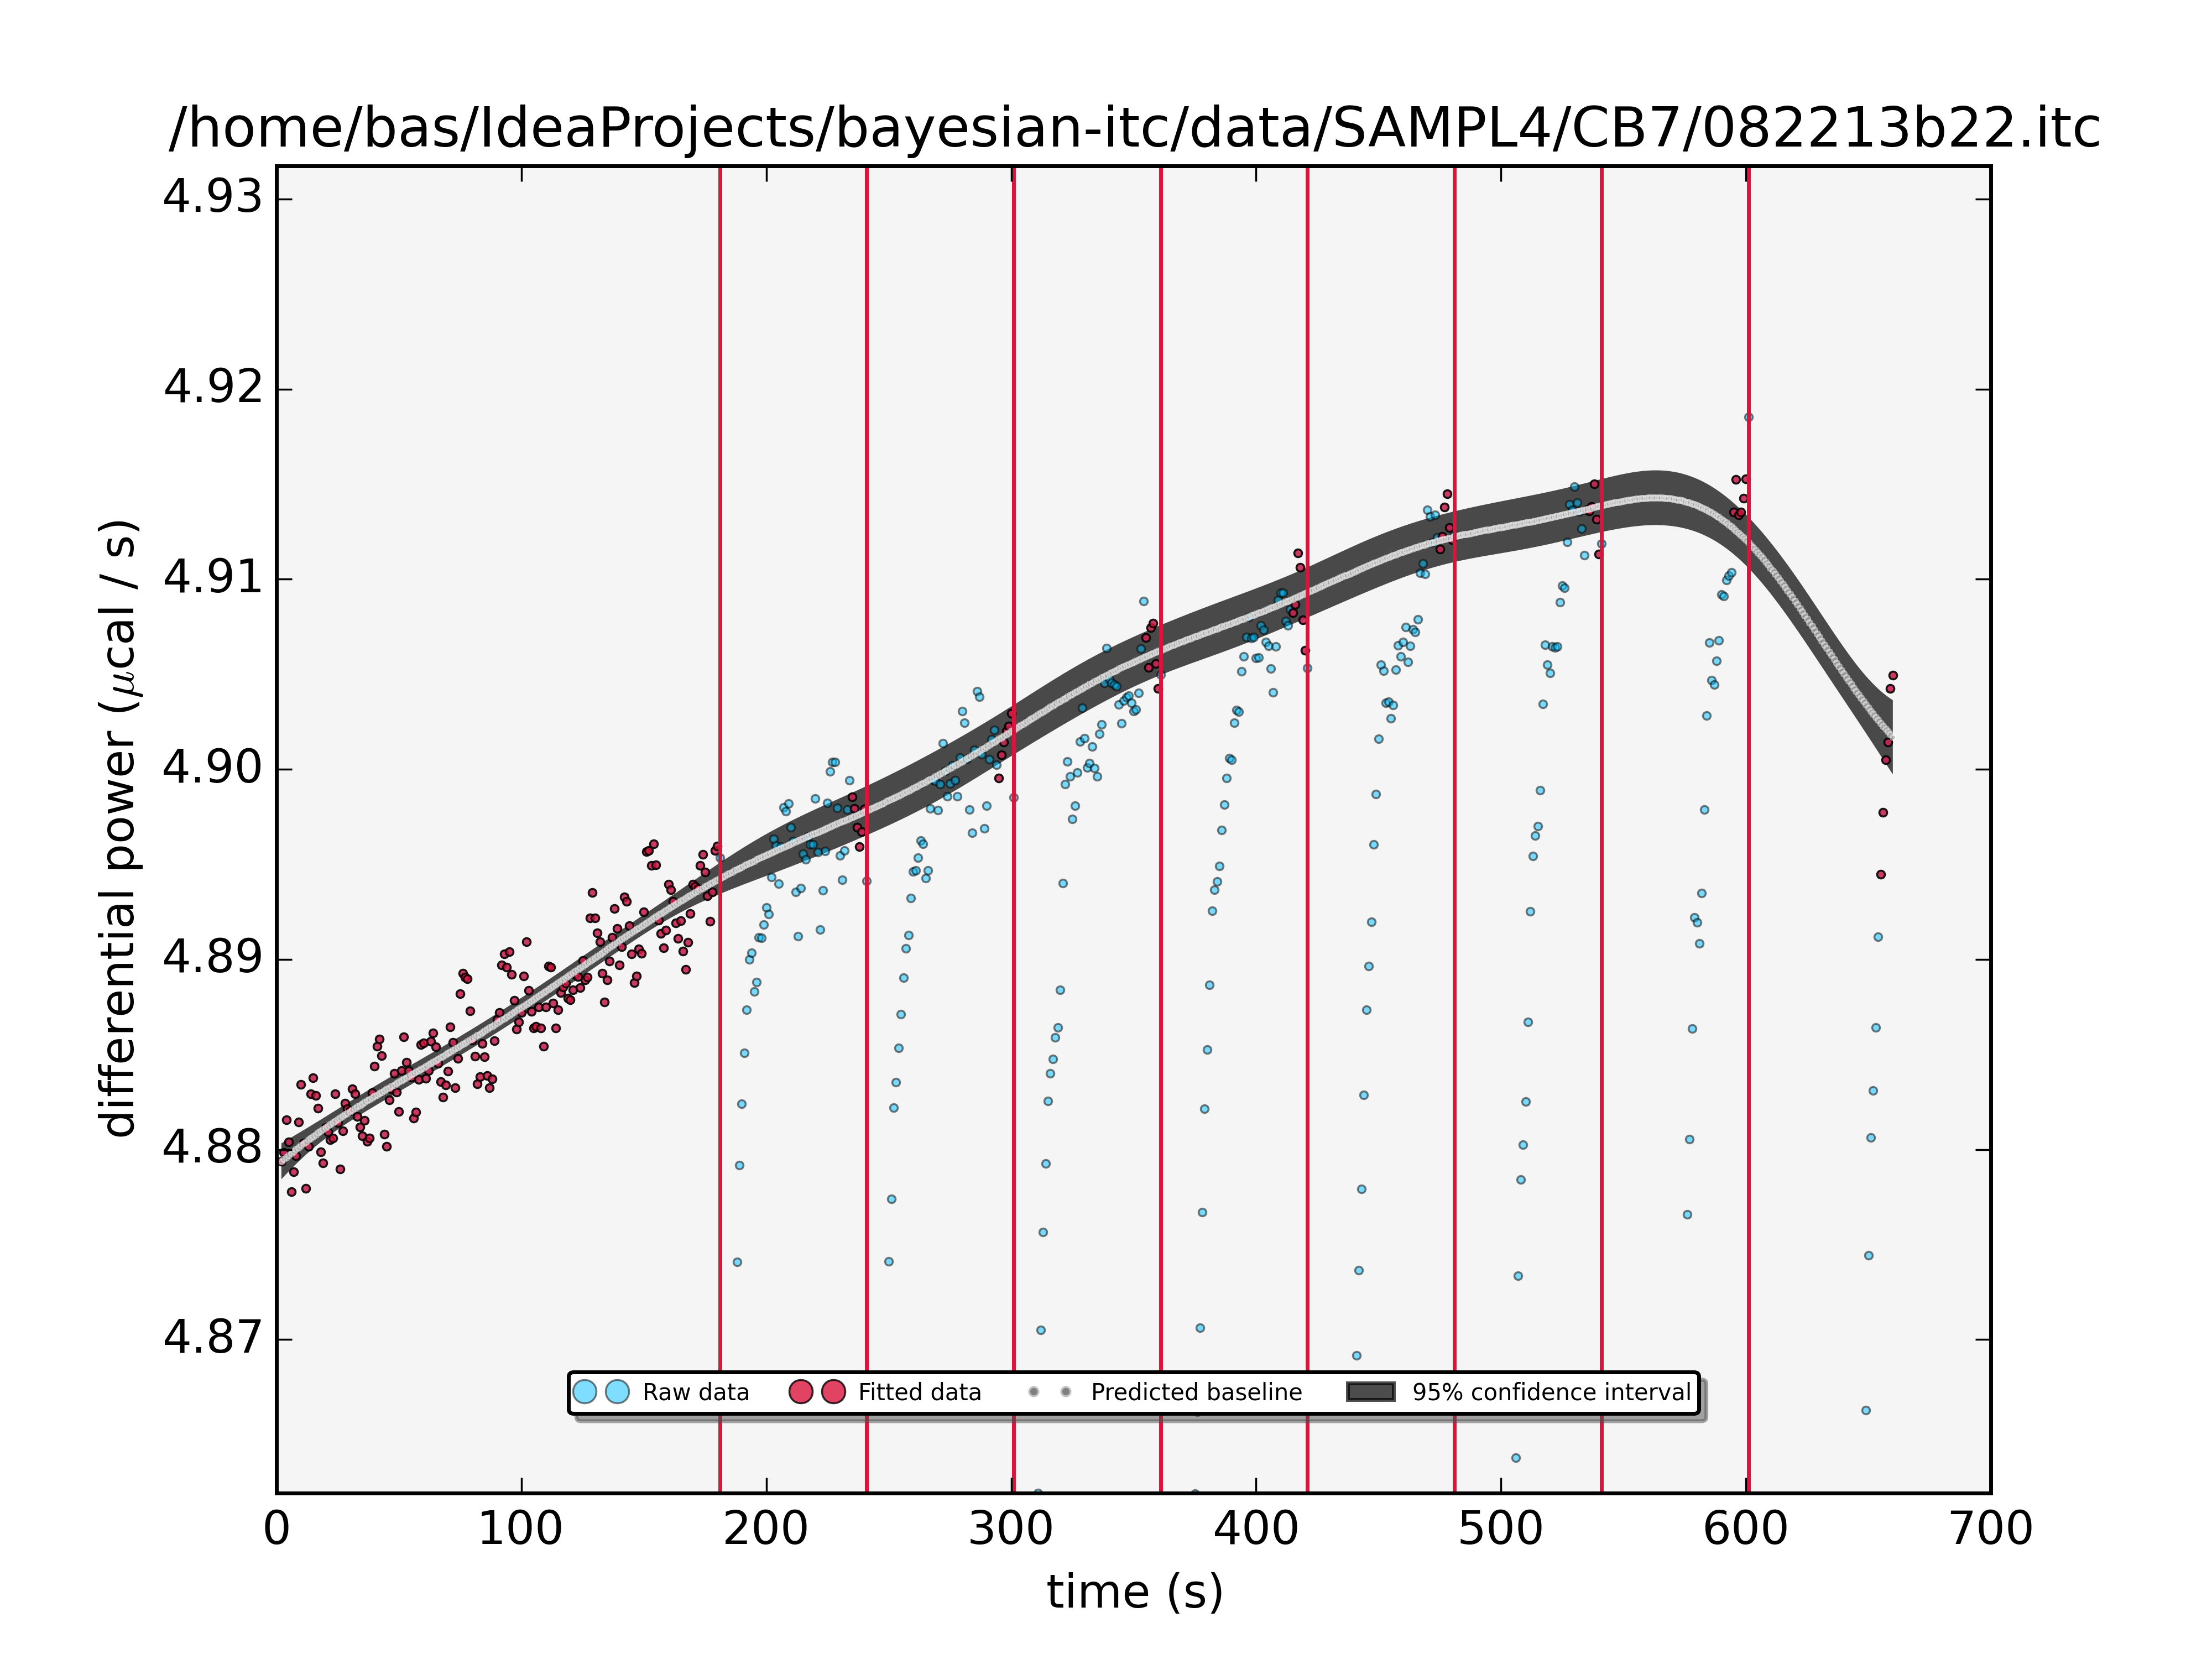 /home/bas/IdeaProjects/bayesian-itc/data/SAMPL4/CB7/082213b22.itc
4.93
4.92
4.91
4.90
4.89
4.88
4.87
differential power (μcal / s)
Raw data Fitted data Predicted baseline 95% confidence interval
0 100 200 300 400 500 600 700
time (s)